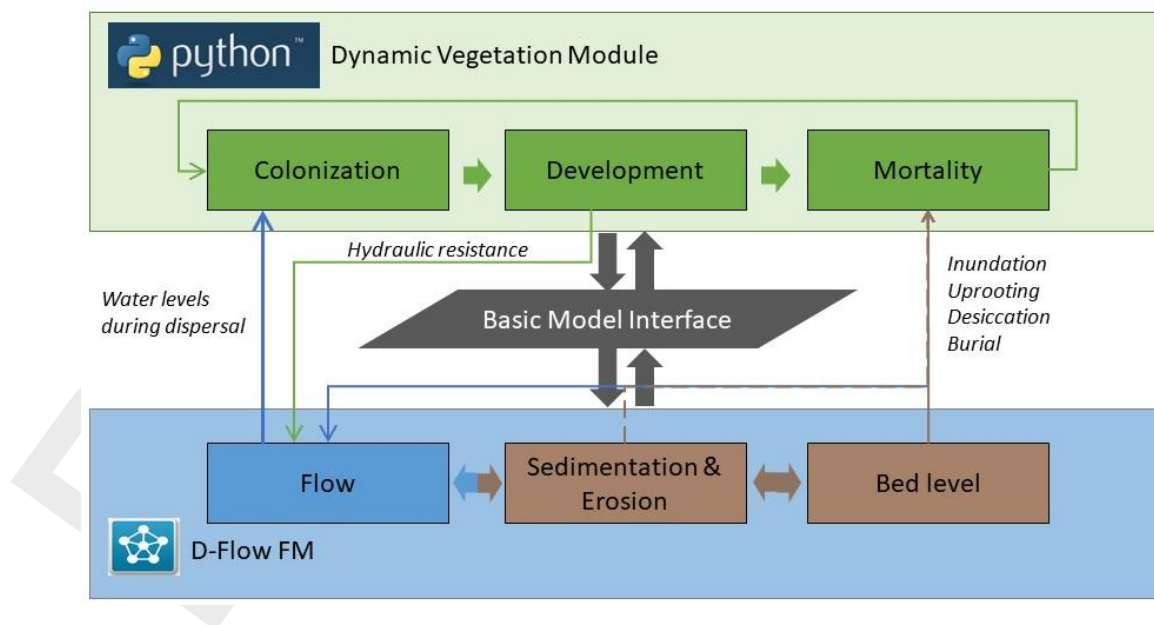 python™ Dynamic Vegetation Module
Colonization
Development
Mortality
Hydraulic resistance
Water levels
during dispersal
Basic Model Interface
Inundation
Uprooting
Desiccation
Burial
Flow
Sedimentation &
Erosion
Bed level
D-Flow FM